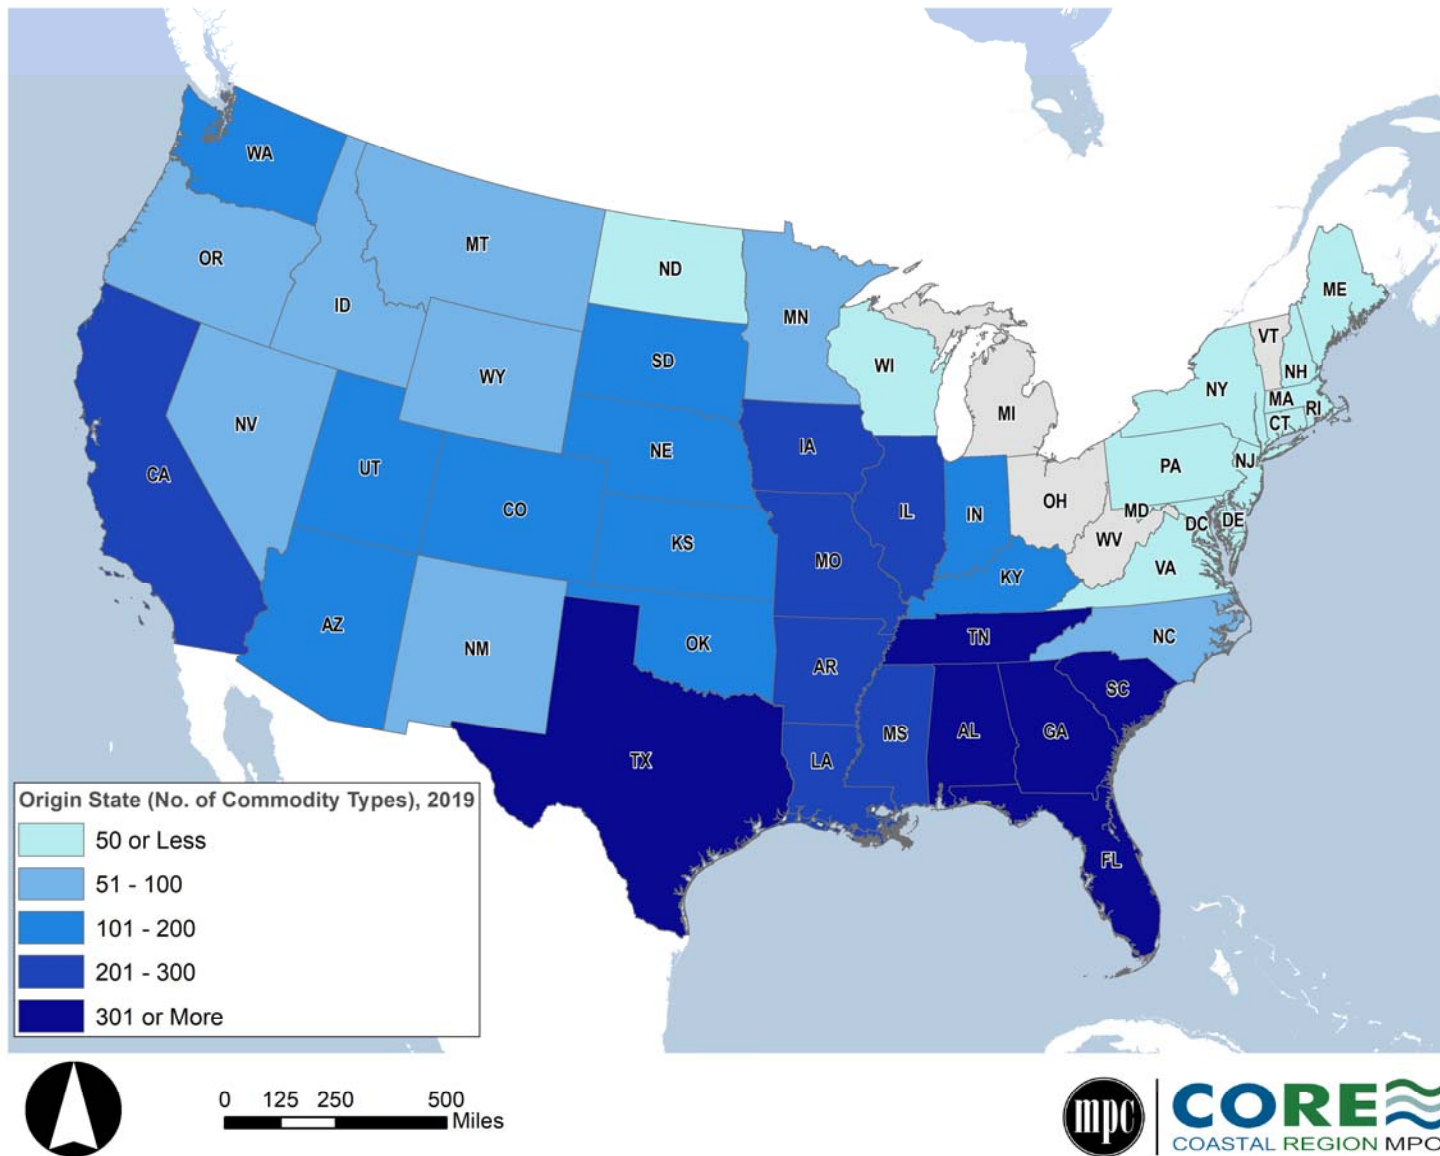 WA
MT
ND
OR
ID
MN
ME
SD
WI
VT
WY
NH
NY
MI
MA
RI
NV
CT
IA
NE
NJ
PA
CA
UT
OH
CO
IL
IN
MD
DC
DE
KS
WV
MO
VA
KY
AZ
TN
NC
OK
NM
AR
SC
MS
AL
GA
TX
LA
FL
Origin State (No. of Commodity Types), 2019
50 or Less
51 - 100
101 - 200
201 - 300
301 or More
0 125 250 500
Miles
mpc
CORE
COASTAL REGION MPO